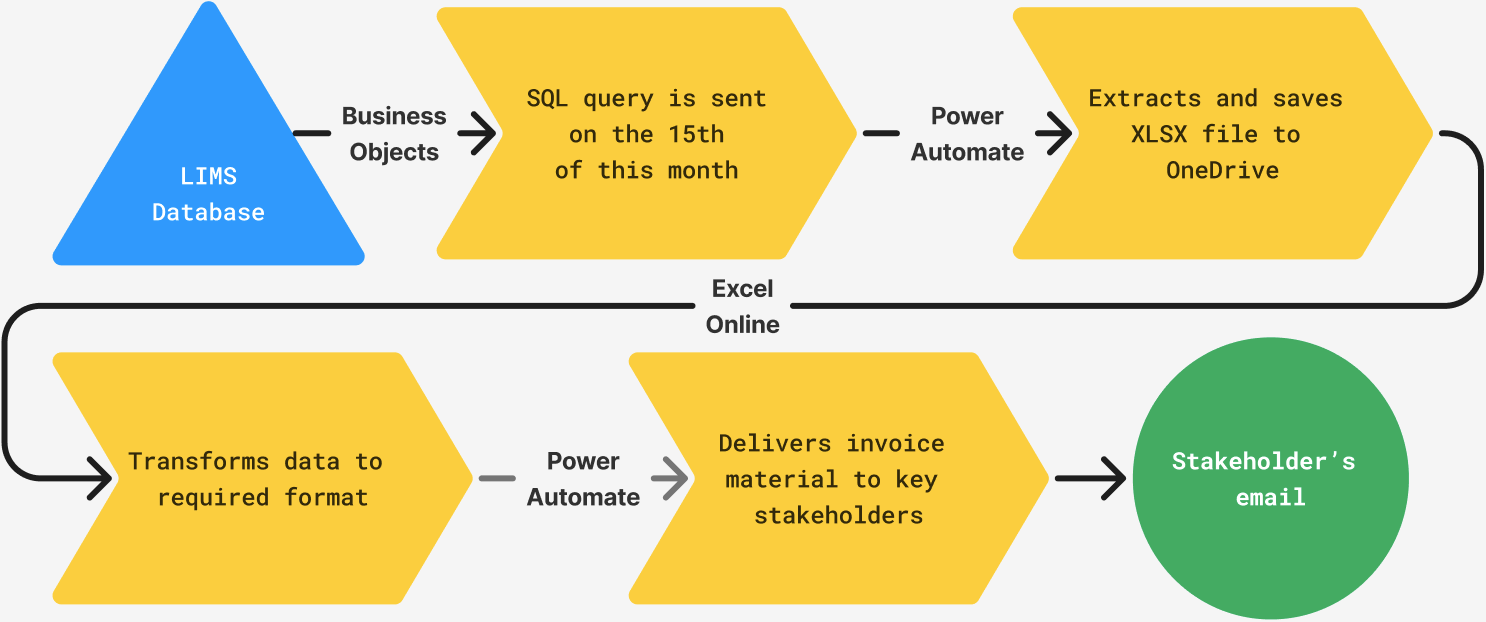 LIMS
Database
Business
Objects
SQL query is sent
on the 15th
of this month
Power
Automate
Extracts and saves
XLSX file to
OneDrive
Excel
Online
Transforms data to
required format
Power
Automate
Delivers invoice
material to key
stakeholders
Stakeholder’s
email